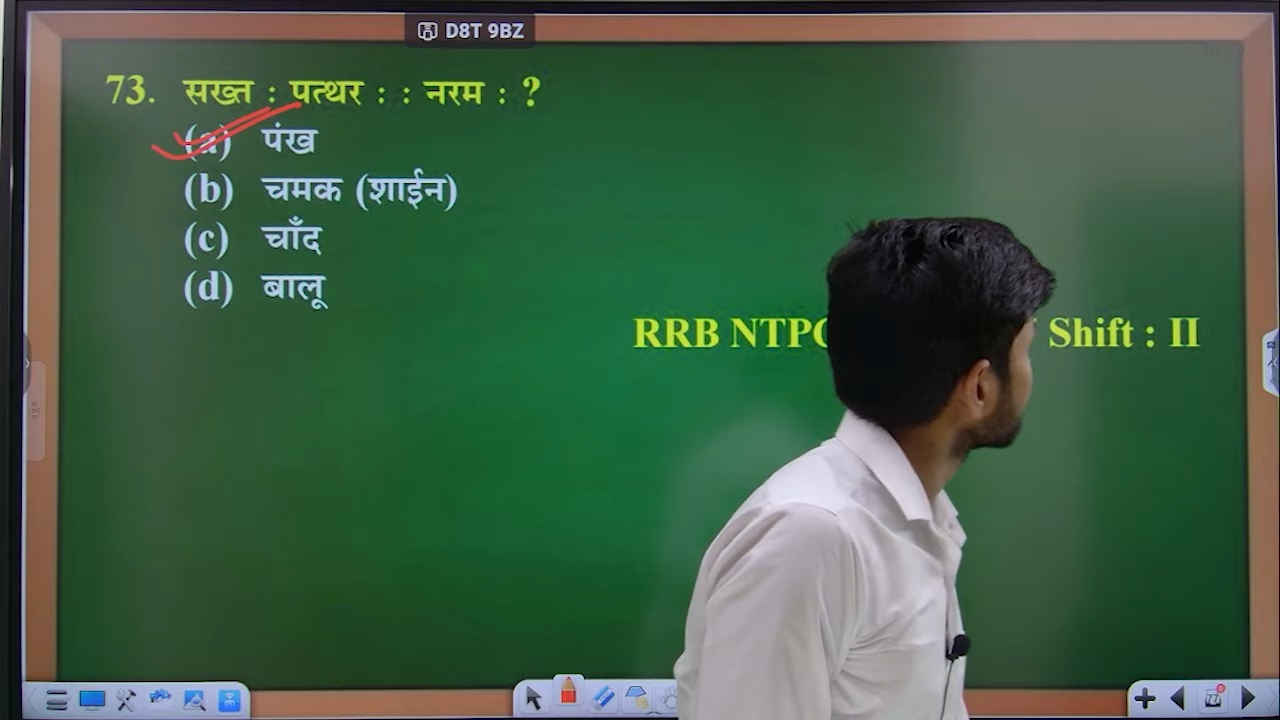 D8T 9BZ
73. सख्त : पत्थर : : नरम : ?
(a) पंख
(b) चमक (शाईन)
(c) चाँद
(d) बालू
RRB NTPC Shift : II